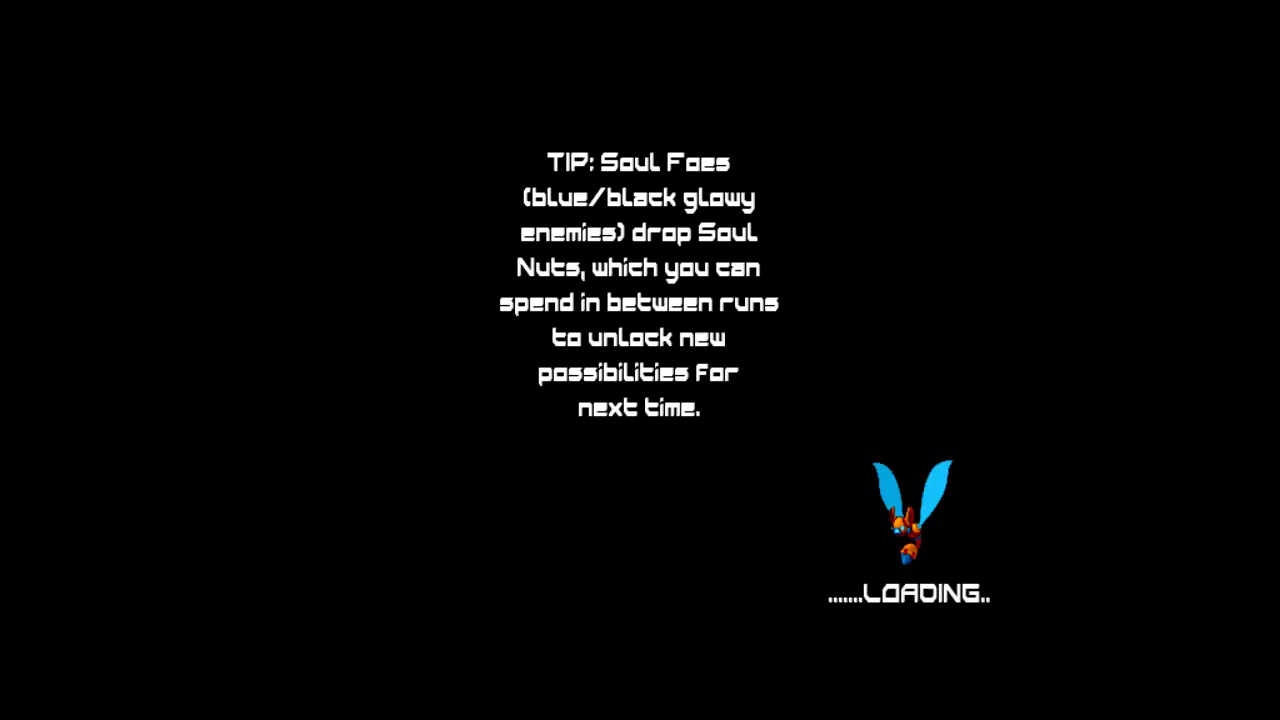 TIP: Soul Foes
(blue/black glowy
enemies) drop Soul
Nuts, which you can
spend in between runs
to unlock new
possibilities for
next time.
.......LOADING..